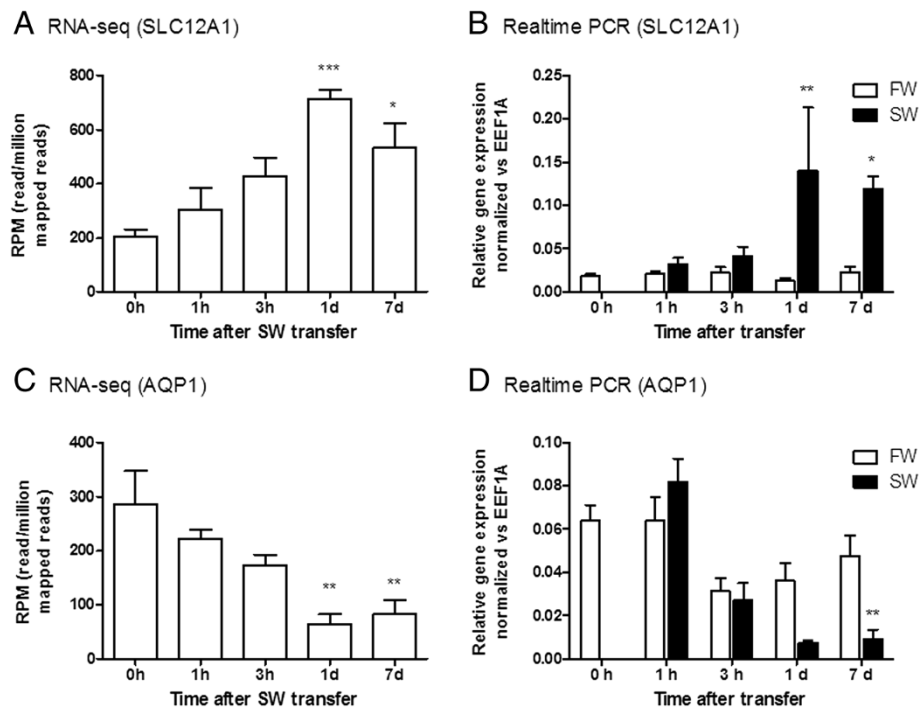 A RNA-seq (SLC12A1)
RPM (read/million
mapped reads)
800
600
400
200
0
***
*
0h 1h 3h 1d 7d
Time after SW transfer
B Realtime PCR (SLC12A1)
Relative gene expression
normalized vs EEF1A
0.25
0.20
0.15
0.10
0.05
0.00
**
*
FW
SW
0 h 1 h 3 h 1 d 7 d
Time after transfer
C RNA-seq (AQP1)
RPM (read/million
mapped reads)
400
300
200
100
0
**
**
0h 1h 3h 1d 7d
Time after SW transfer
D Realtime PCR (AQP1)
Relative gene expression
normalized vs EEF1A
0.10
0.08
0.06
0.04
0.02
0.00
**
FW
SW
0 h 1 h 3 h 1 d 7 d
Time after transfer